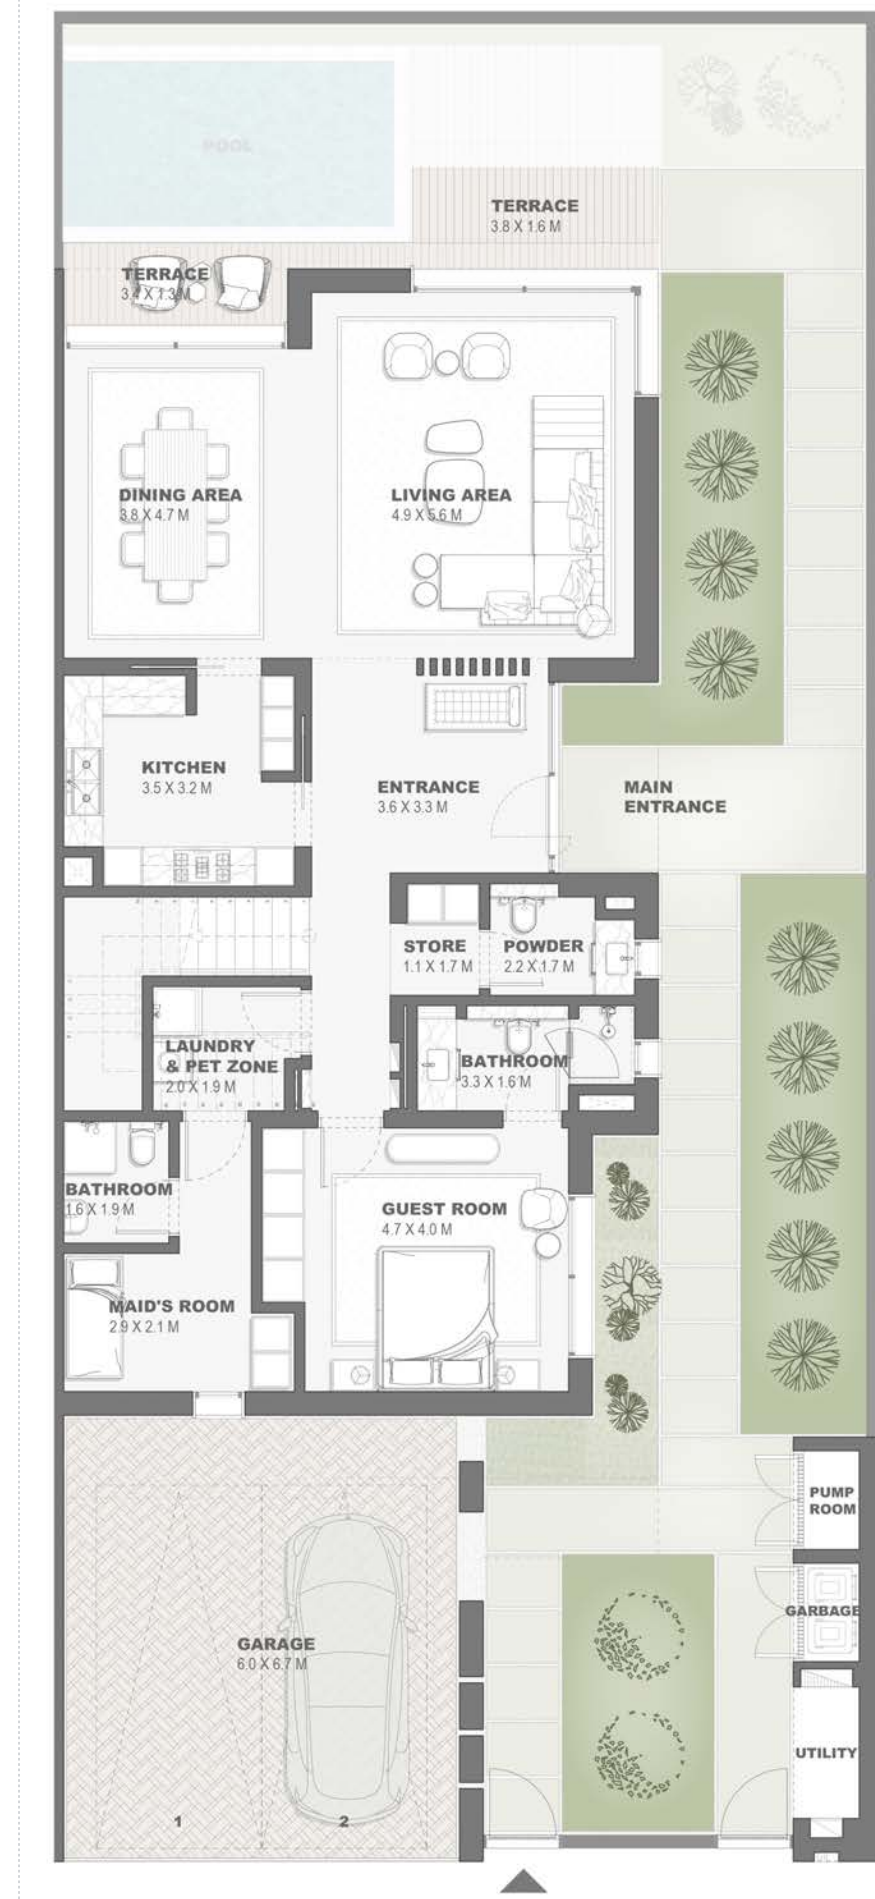 POOL
TERRACE
3.8 X 1.6 M
TERRACE
3.4 X 1.3 M
DINING AREA
3.8 X 4.7 M
LIVING AREA
4.9 X 5.6 M
KITCHEN
3.5 X 3.2 M
ENTRANCE
3.6 X 3.3 M
MAIN
ENTRANCE
STORE
1.1 X 1.7 M
POWDER
2.2 X 1.7 M
LAUNDRY
& PET ZONE
2.0 X 1.9 M
BATHROOM
3.3 X 1.6 M
BATHROOM
1.6 X 1.9 M
GUEST ROOM
4.7 X 4.0 M
MAID'S ROOM
2.9 X 2.1 M
PUMP
ROOM
GARBAGE
GARAGE
6.0 X 6.7 M
UTILITY
1
2